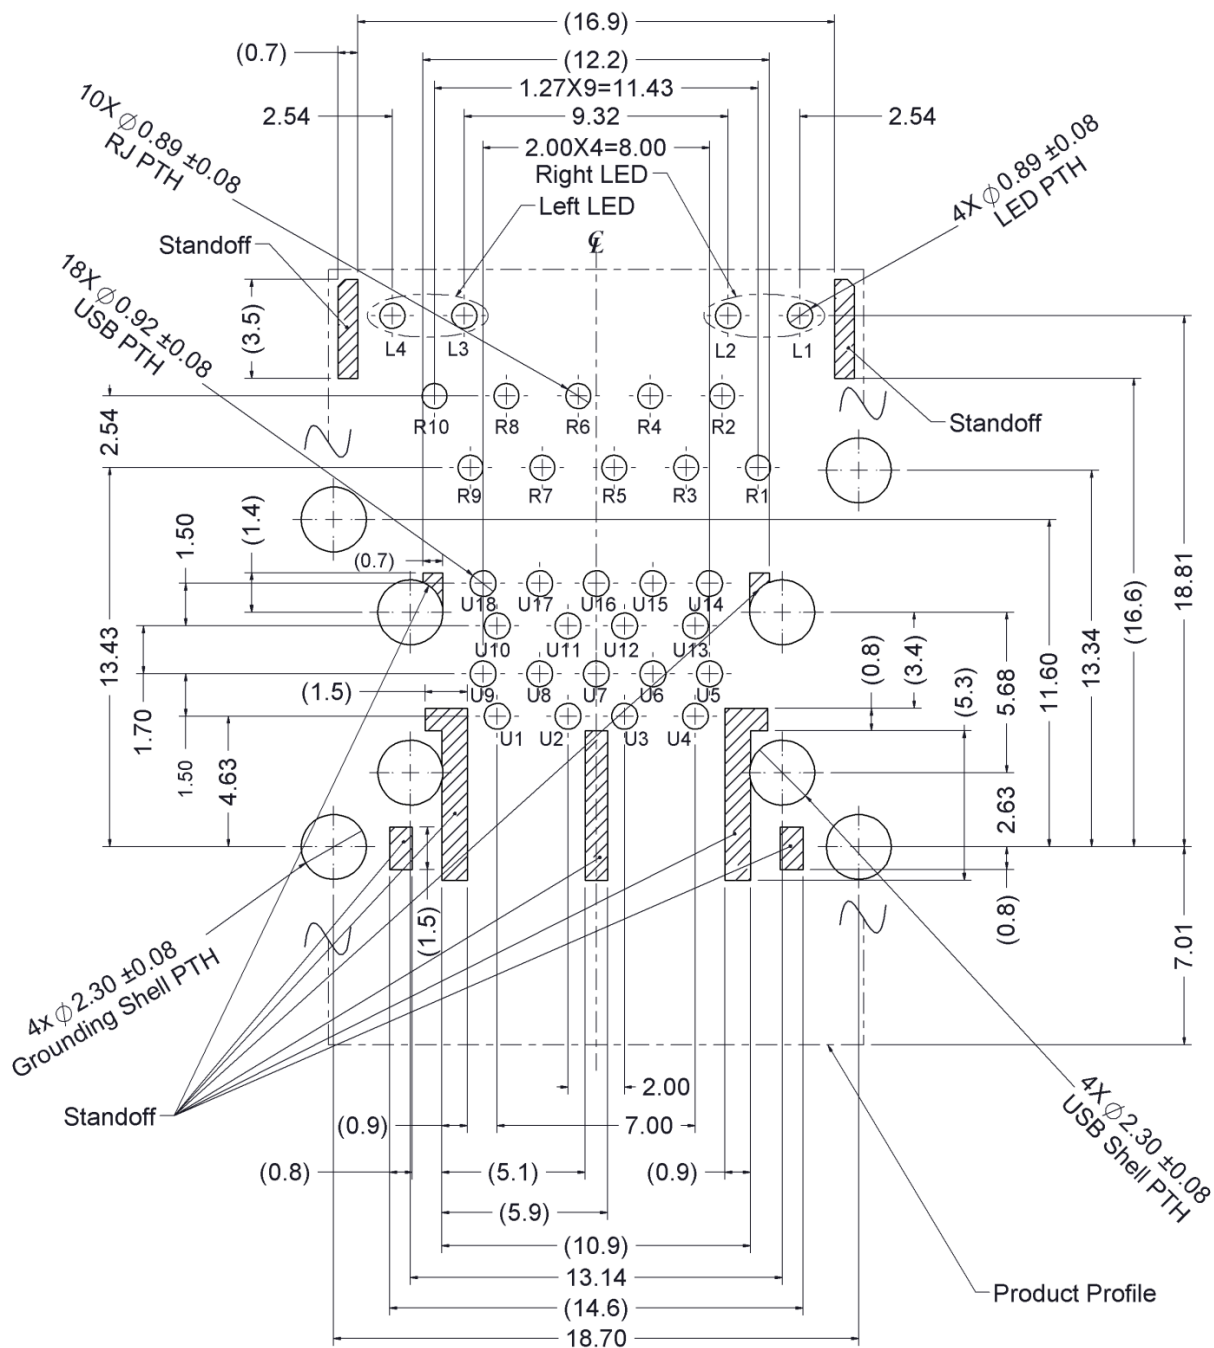 (16.9)
(0.7)
(12.2)
1.27X9=11.43
2.54
9.32
2.54
10X ∅0.89 ±0.08
RJ PTH
2.00X4=8.00
4X ∅0.89 ±0.08
LED PTH
Right LED
Left LED
℄
Standoff
18X ∅0.92 ±0.08
USB PTH
(3.5)
L4
L3
L2
L1
2.54
R10
R8
R6
R4
R2
Standoff
R9
R7
R5
R3
R1
1.50
(1.4)
(0.7)
18.81
(16.6)
U18
U17
U16
U15
U14
U10
U11
U12
U13
13.43
(0.8)
(3.4)
13.34
11.60
5.68
(5.3)
(1.5)
U9
U8
U7
U6
U5
1.70
U1
U2
U3
U4
1.50
4.63
2.63
(1.5)
(0.8)
7.01
4x ∅2.30 ±0.08
Grounding Shell PTH
Standoff
2.00
4X ∅2.30 ±0.08
USB Shell PTH
(0.9)
7.00
(0.8)
(5.1)
(0.9)
(5.9)
(10.9)
13.14
Product Profile
(14.6)
18.70